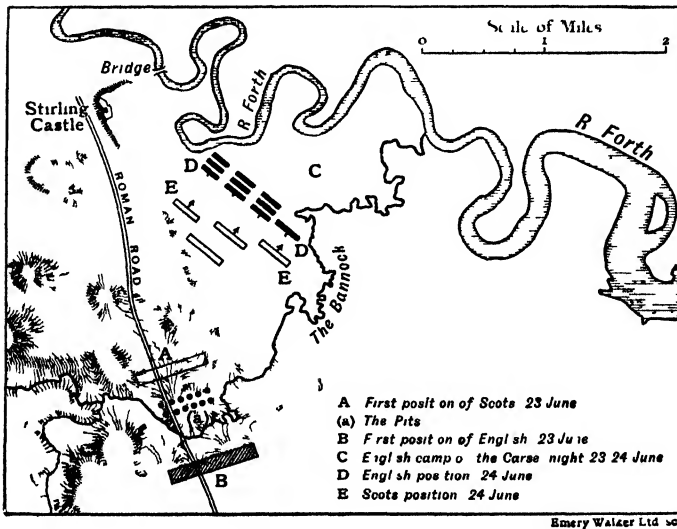 Scale of Miles
0 1 2
Bridge
Stirling
Castle
R Forth
R Forth
C
D
E
ROMAN ROAD
D
E
The Bannock
A
B
A First position of Scots 23 June
(a) The Pits
B First position of English 23 June
C English camp o the Carse night 23 24 June
D English position 24 June
E Scots position 24 June
Emery Walker Ltd sc